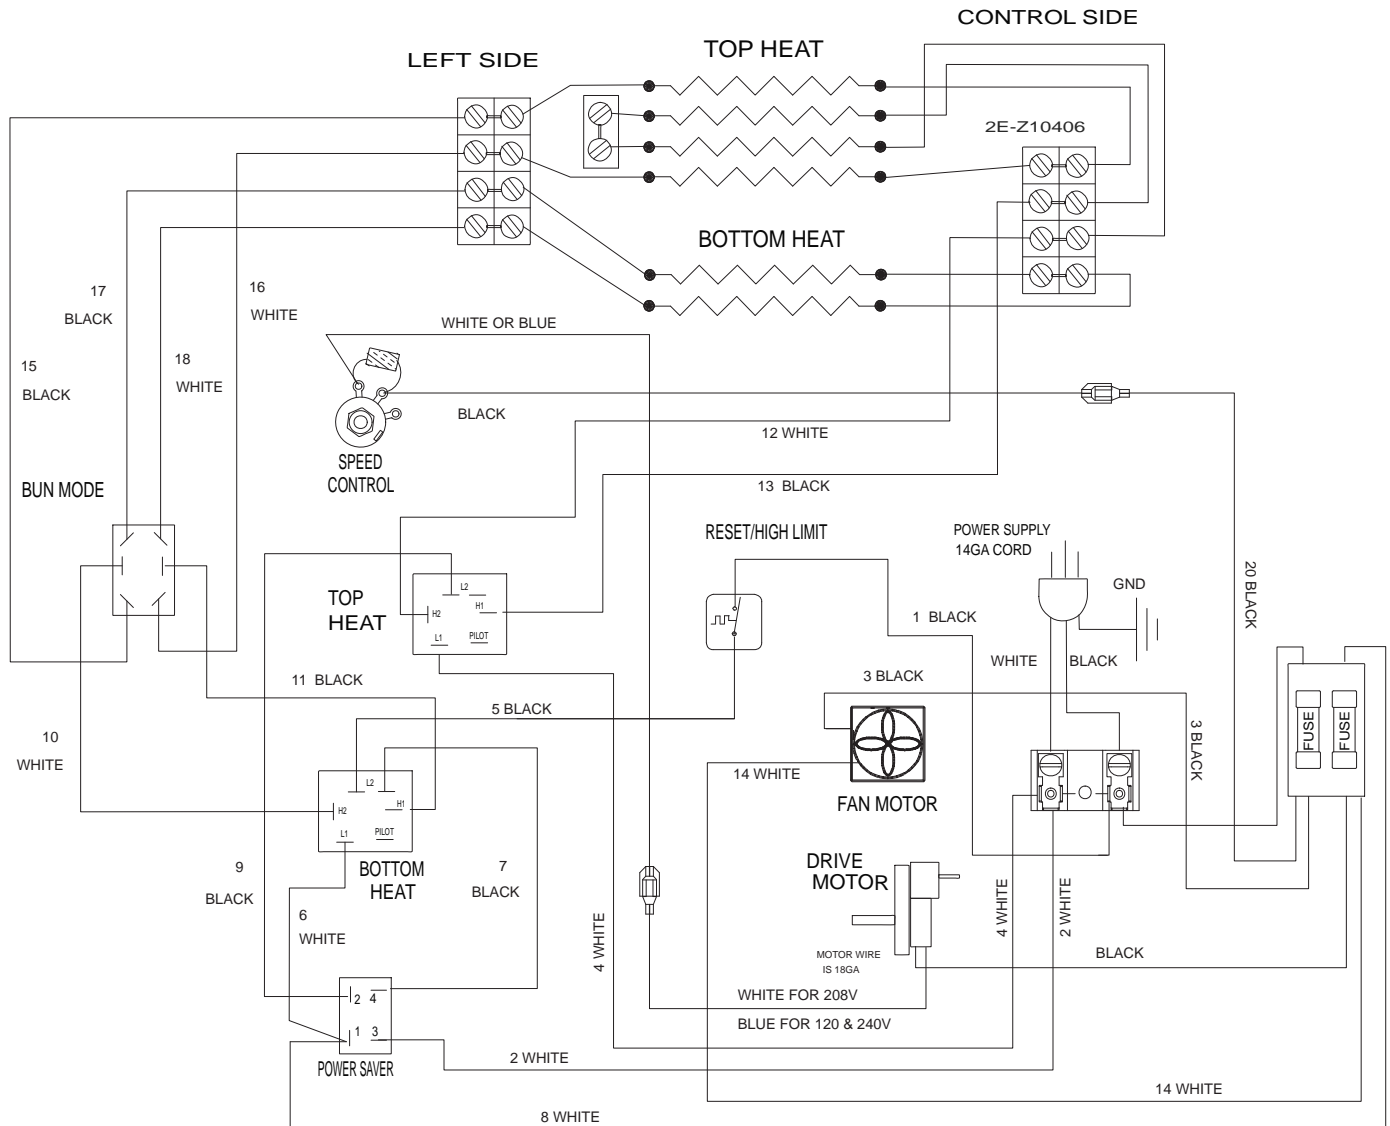 CONTROL SIDE
TOP HEAT
LEFT SIDE
2E-Z10406
BOTTOM HEAT
17
BLACK
16
WHITE
WHITE OR BLUE
15
BLACK
18
WHITE
BLACK
12 WHITE
SPEED
CONTROL
13 BLACK
BUN MODE
RESET/HIGH LIMIT
POWER SUPPLY
14GA CORD
GND
20 BLACK
TOP
HEAT
L2
H1
H2
L1
PILOT
1 BLACK
WHITE
BLACK
3 BLACK
11 BLACK
5 BLACK
3 BLACK
FUSE
FUSE
10
WHITE
14 WHITE
FAN MOTOR
L2
H1
H2
L1
PILOT
BOTTOM
HEAT
9
BLACK
7
BLACK
DRIVE
MOTOR
6
WHITE
4 WHITE
4 WHITE
2 WHITE
MOTOR WIRE
IS 18GA
BLACK
2 4
1 3
WHITE FOR 208V
BLUE FOR 120 & 240V
POWER SAVER
2 WHITE
14 WHITE
8 WHITE